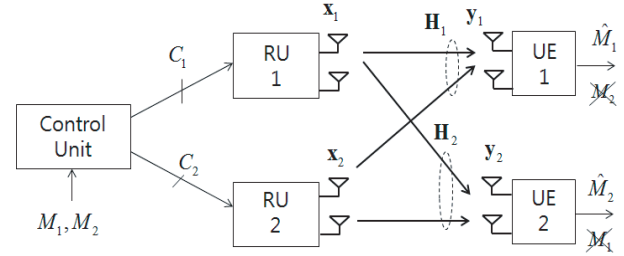 x₁
H₁
y₁
C₁
RU
1
UE
1
M̂₁
M₂
Control
Unit
C₂
x₂
H₂
y₂
M₁, M₂
RU
2
UE
2
M̂₂
M₁